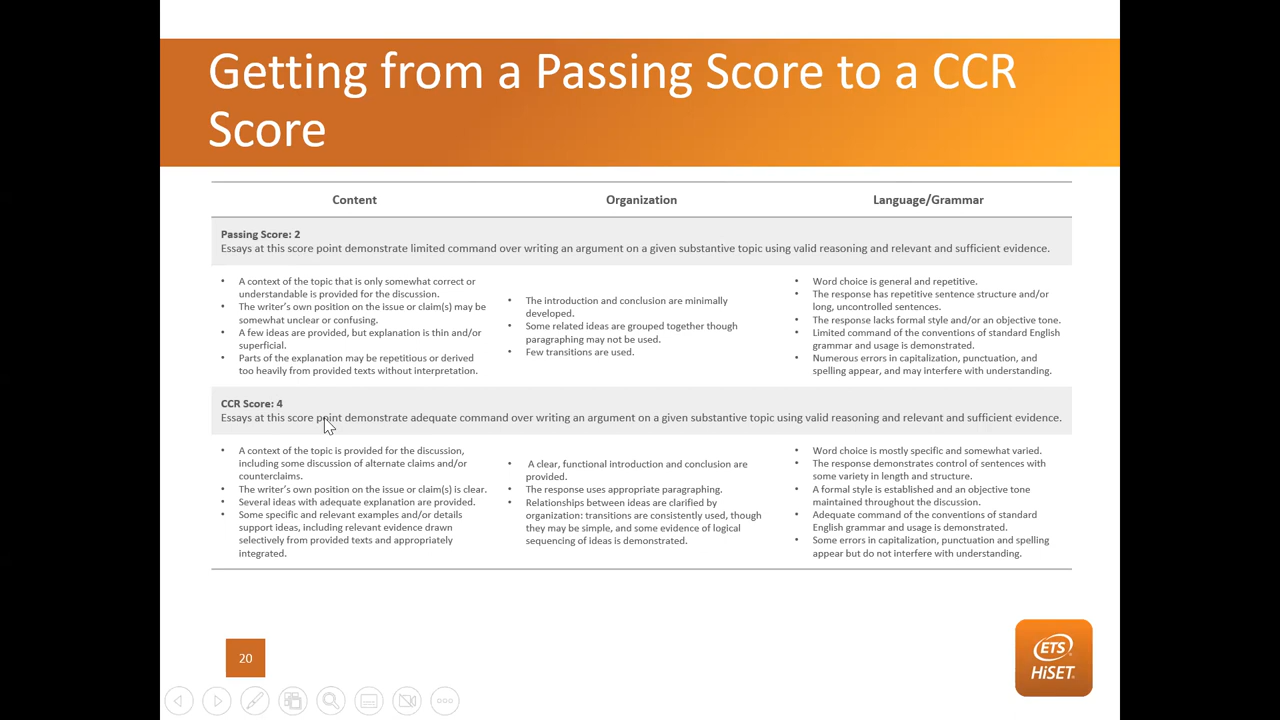 Getting from a Passing Score to a CCR
Score
Content
Organization
Language/Grammar
Passing Score: 2
Essays at this score point demonstrate limited command over writing an argument on a given substantive topic using valid reasoning and relevant and sufficient evidence.
• A context of the topic that is only somewhat correct or
understandable is provided for the discussion.
• The writer's own position on the issue or claim(s) may be
somewhat unclear or confusing.
• A few ideas are provided, but explanation is thin and/or
superficial.
• Parts of the explanation may be repetitious or derived
too heavily from provided texts without interpretation.
• The introduction and conclusion are minimally
developed.
• Some related ideas are grouped together though
paragraphing may not be used.
• Few transitions are used.
• Word choice is general and repetitive.
• The response has repetitive sentence structure and/or
long, uncontrolled sentences.
• The response lacks formal style and/or an objective tone.
• Limited command of the conventions of standard English
grammar and usage is demonstrated.
• Numerous errors in capitalization, punctuation, and
spelling appear, and may interfere with understanding.
CCR Score: 4
Essays at this score point demonstrate adequate command over writing an argument on a given substantive topic using valid reasoning and relevant and sufficient evidence.
• A context of the topic is provided for the discussion,
including some discussion of alternate claims and/or
counterclaims.
• The writer's own position on the issue or claim(s) is clear.
• Several ideas with adequate explanation are provided.
• Some specific and relevant examples and/or details
support ideas, including relevant evidence drawn
selectively from provided texts and appropriately
integrated.
• A clear, functional introduction and conclusion are
provided.
• The response uses appropriate paragraphing.
• Relationships between ideas are clarified by
organization: transitions are consistently used, though
they may be simple, and some evidence of logical
sequencing of ideas is demonstrated.
• Word choice is mostly specific and somewhat varied.
• The response demonstrates control of sentences with
some variety in length and structure.
• A formal style is established and an objective tone
maintained throughout the discussion.
• Adequate command of the conventions of standard
English grammar and usage is demonstrated.
• Some errors in capitalization, punctuation and spelling
appear but do not interfere with understanding.
20
ETS
HiSET